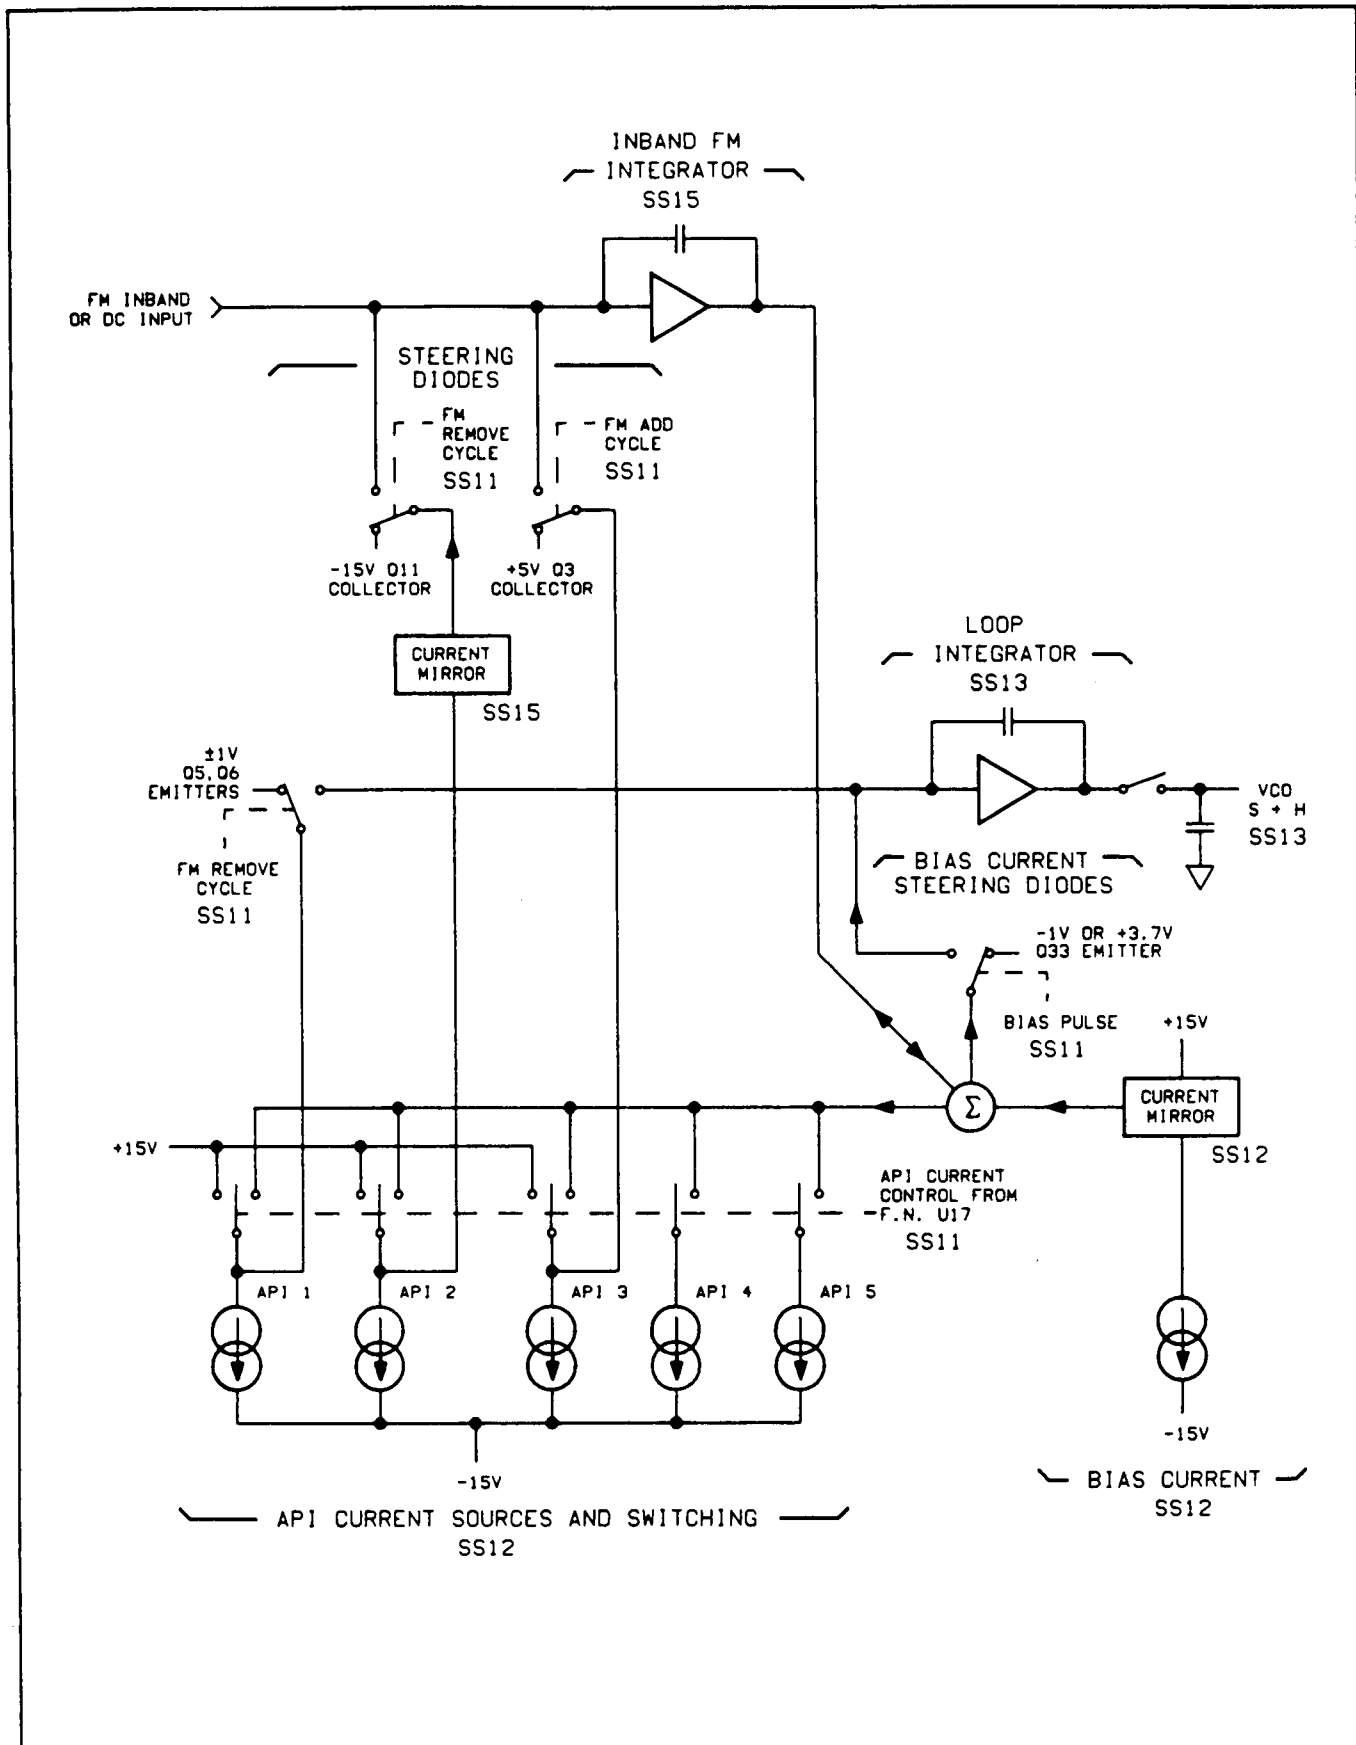 INBAND FM
INTEGRATOR
SS15
FM INBAND
OR DC INPUT
STEERING
DIODES
FM
REMOVE
CYCLE
SS11
FM ADD
CYCLE
SS11
-15V Q11
COLLECTOR
+5V Q3
COLLECTOR
CURRENT
MIRROR
SS15
LOOP
INTEGRATOR
SS13
±1V
Q5,Q6
EMITTERS
FM REMOVE
CYCLE
SS11
VCO
S + H
SS13
BIAS CURRENT
STEERING DIODES
-1V OR +3.7V
Q33 EMITTER
BIAS PULSE
SS11
+15V
Σ
CURRENT
MIRROR
SS12
+15V
API CURRENT
CONTROL FROM
F.N. U17
SS11
API 1
API 2
API 3
API 4
API 5
-15V
-15V
BIAS CURRENT
SS12
API CURRENT SOURCES AND SWITCHING
SS12